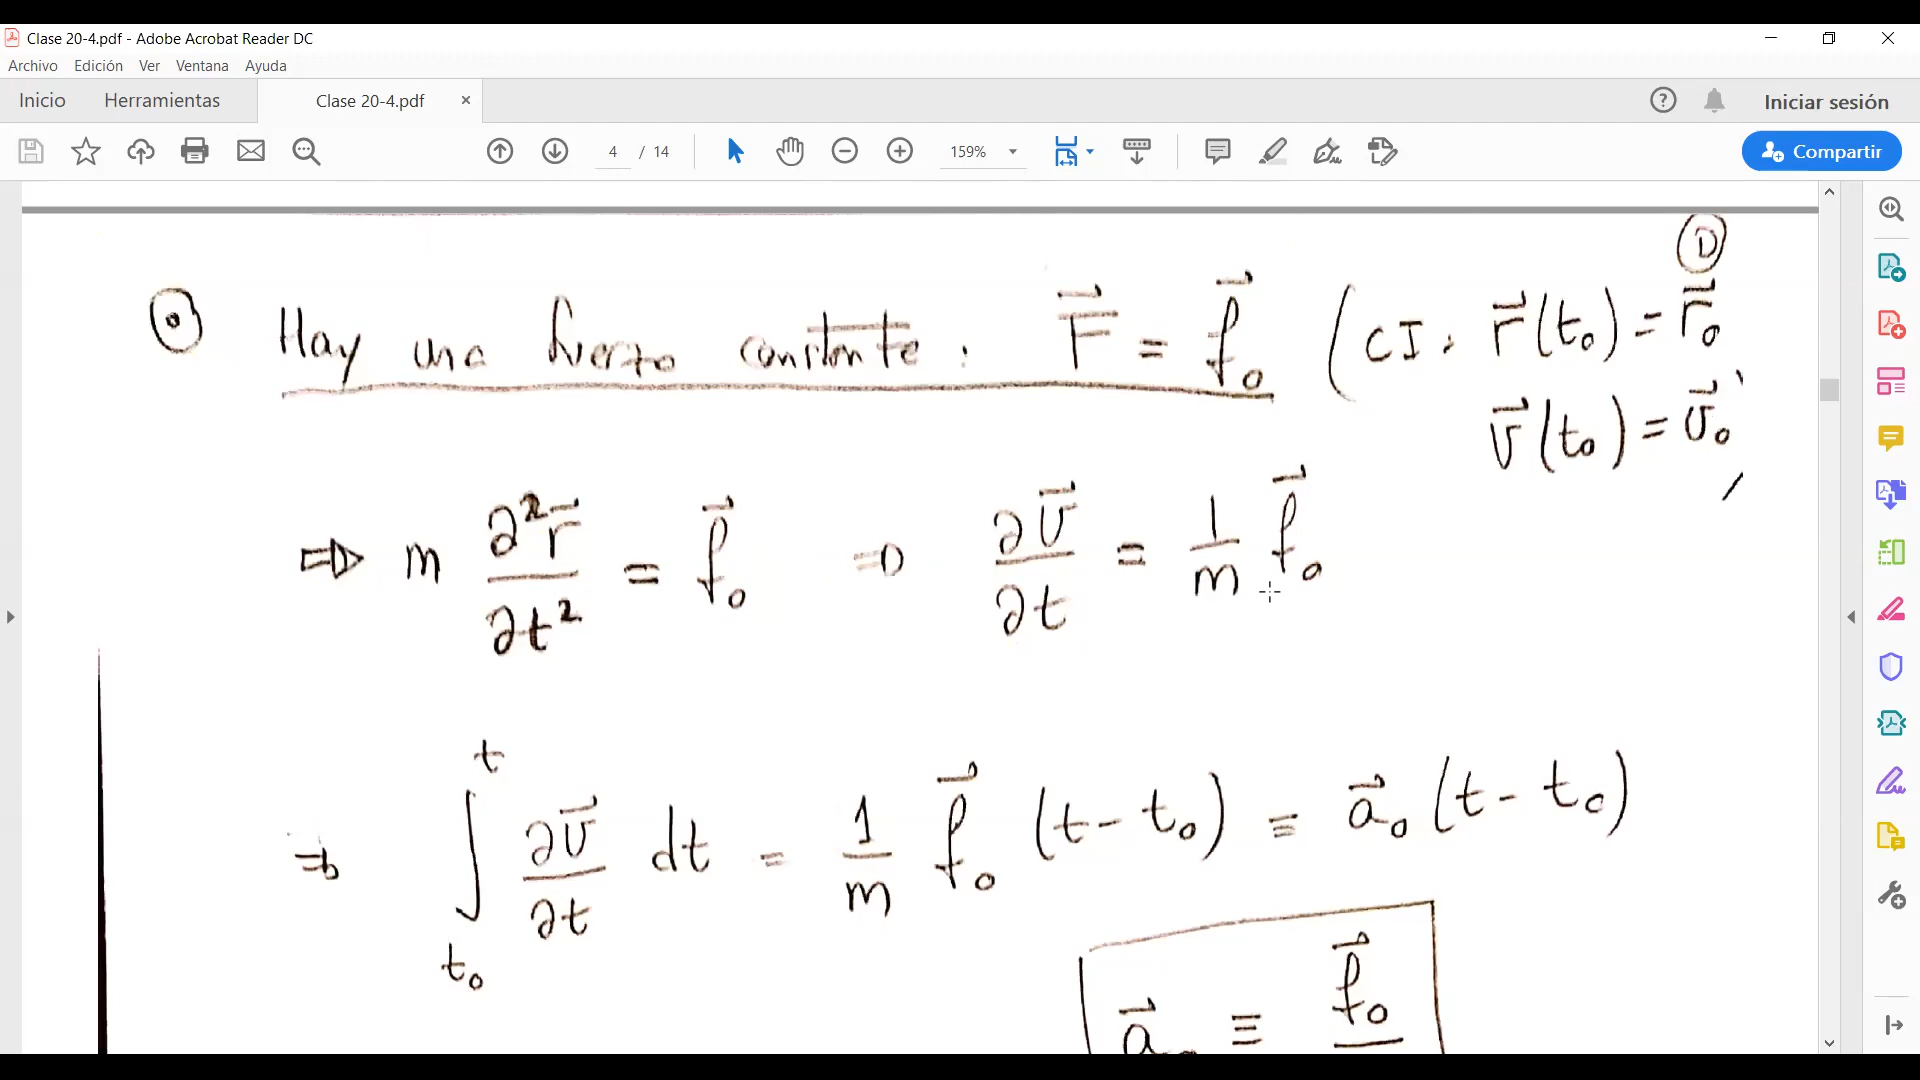 Clase 20-4.pdf - Adobe Acrobat Reader DC
Archivo Edición Ver Ventana Ayuda
Inicio Herramientas Clase 20-4.pdf × ? Iniciar sesión
4 / 14 159% Compartir
D
Hay una fuerza constante: F⃗ = f⃗₀ (CI: r⃗(t₀) = r⃗₀,
v⃗(t₀) = v⃗₀)
⇒ m ∂²r⃗/∂t² = f⃗₀ ⇒ ∂v⃗/∂t = 1/m f⃗₀
⇒ ∫_{t₀}^{t} ∂v⃗/∂t dt = 1/m f⃗₀ (t - t₀) ≡ a⃗₀ (t - t₀)
a⃗₀ ≡ f⃗₀